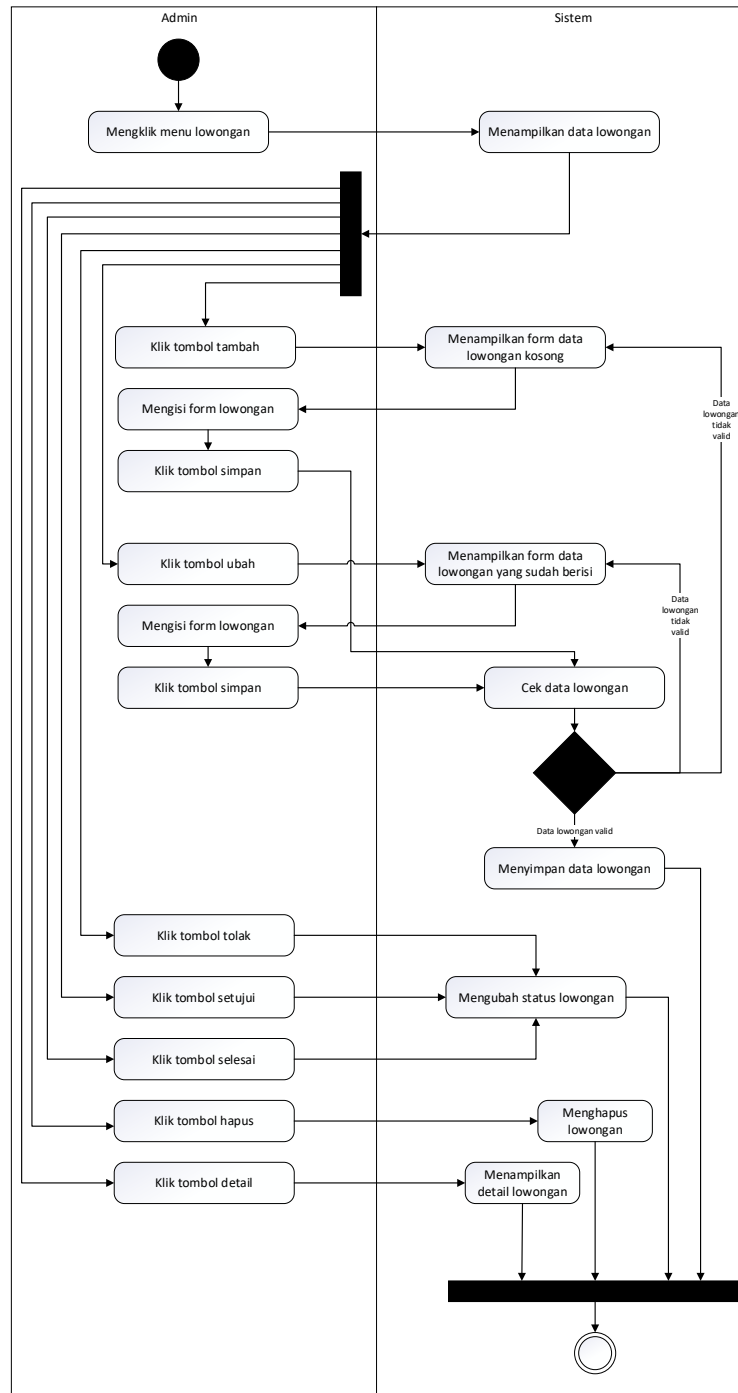 Admin
Sistem
Mengklik menu lowongan
Menampilkan data lowongan
Klik tombol tambah
Menampilkan form data
lowongan kosong
Data
lowongan
tidak
valid
Mengisi form lowongan
Klik tombol simpan
Klik tombol ubah
Menampilkan form data
lowongan yang sudah berisi
Data
lowongan
tidak
valid
Mengisi form lowongan
Klik tombol simpan
Cek data lowongan
Data lowongan valid
Menyimpan data lowongan
Klik tombol tolak
Klik tombol setujui
Mengubah status lowongan
Klik tombol selesai
Klik tombol hapus
Menghapus
lowongan
Klik tombol detail
Menampilkan
detail lowongan